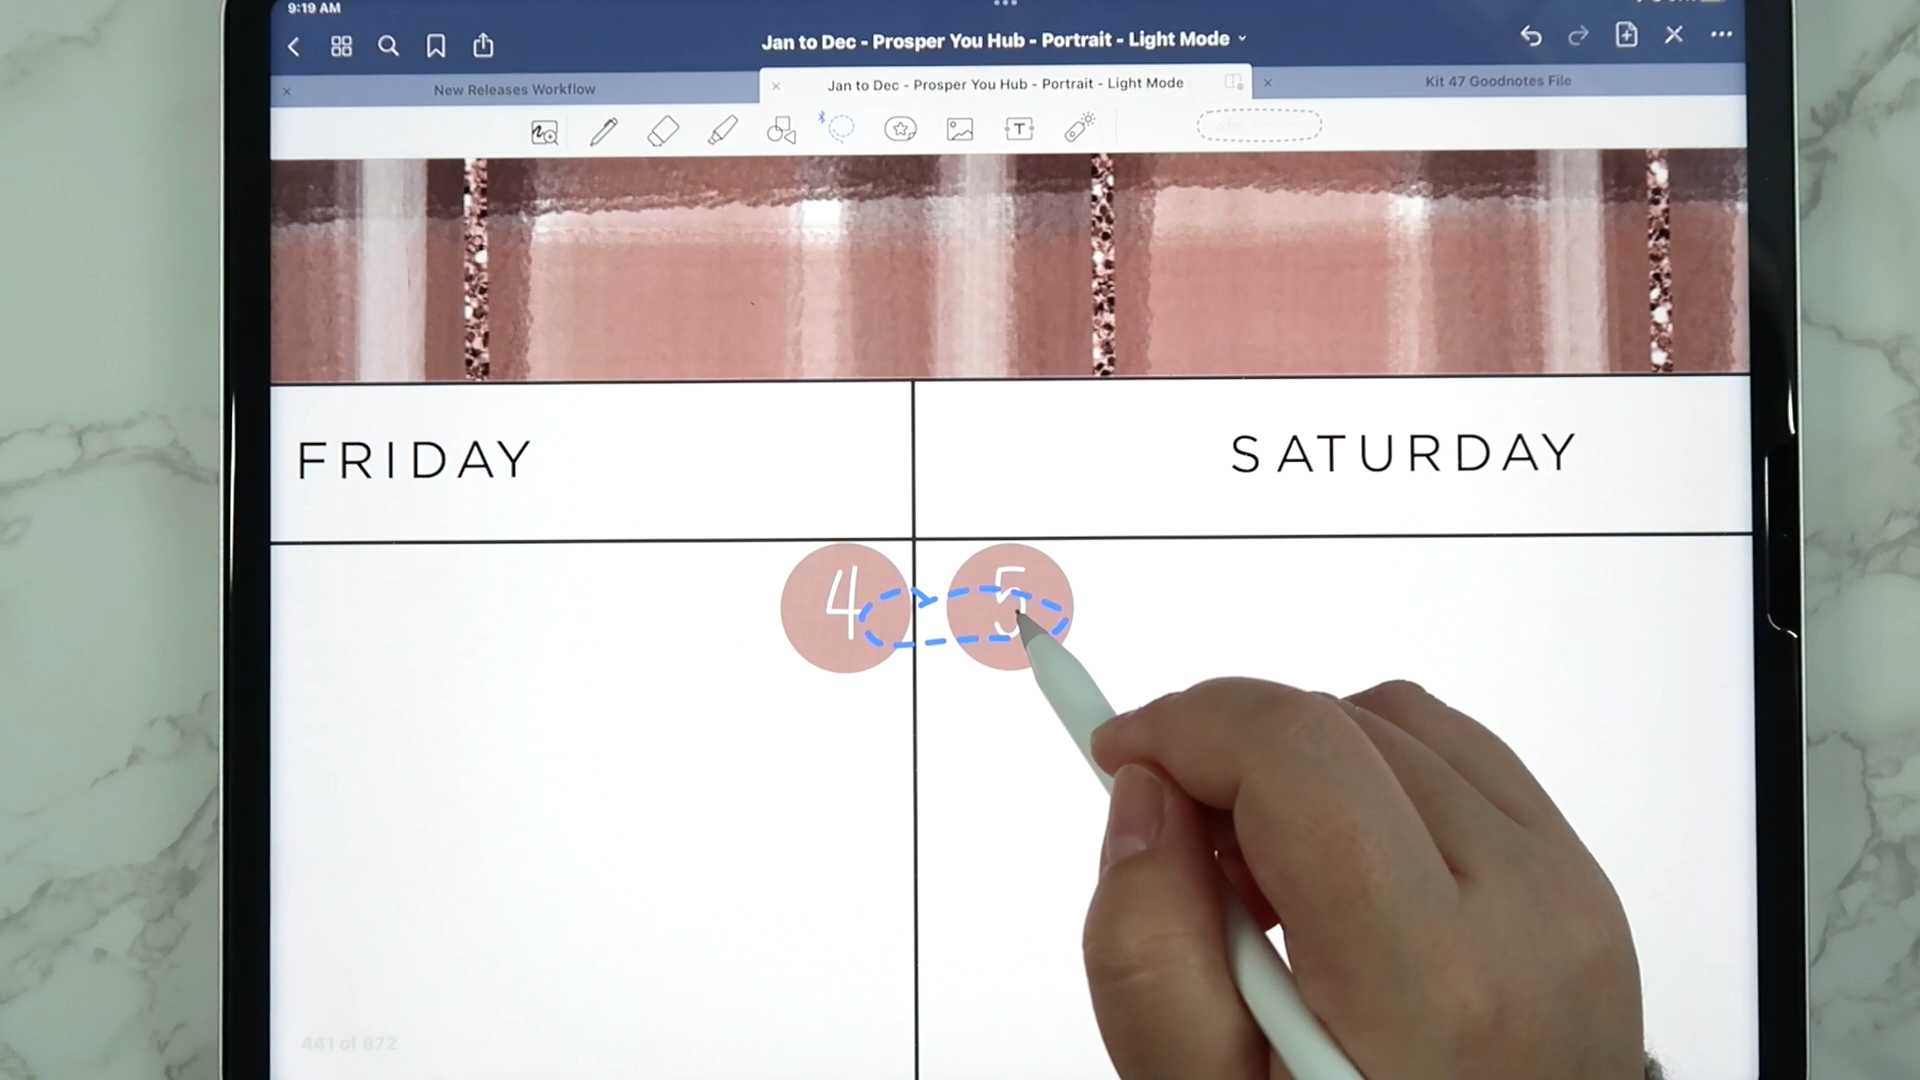 9:19 AM
Jan to Dec - Prosper You Hub - Portrait - Light Mode
New Releases Workflow
Jan to Dec - Prosper You Hub - Portrait - Light Mode
Kit 47 Goodnotes File
T
FRIDAY
SATURDAY
4
5
441 of 872